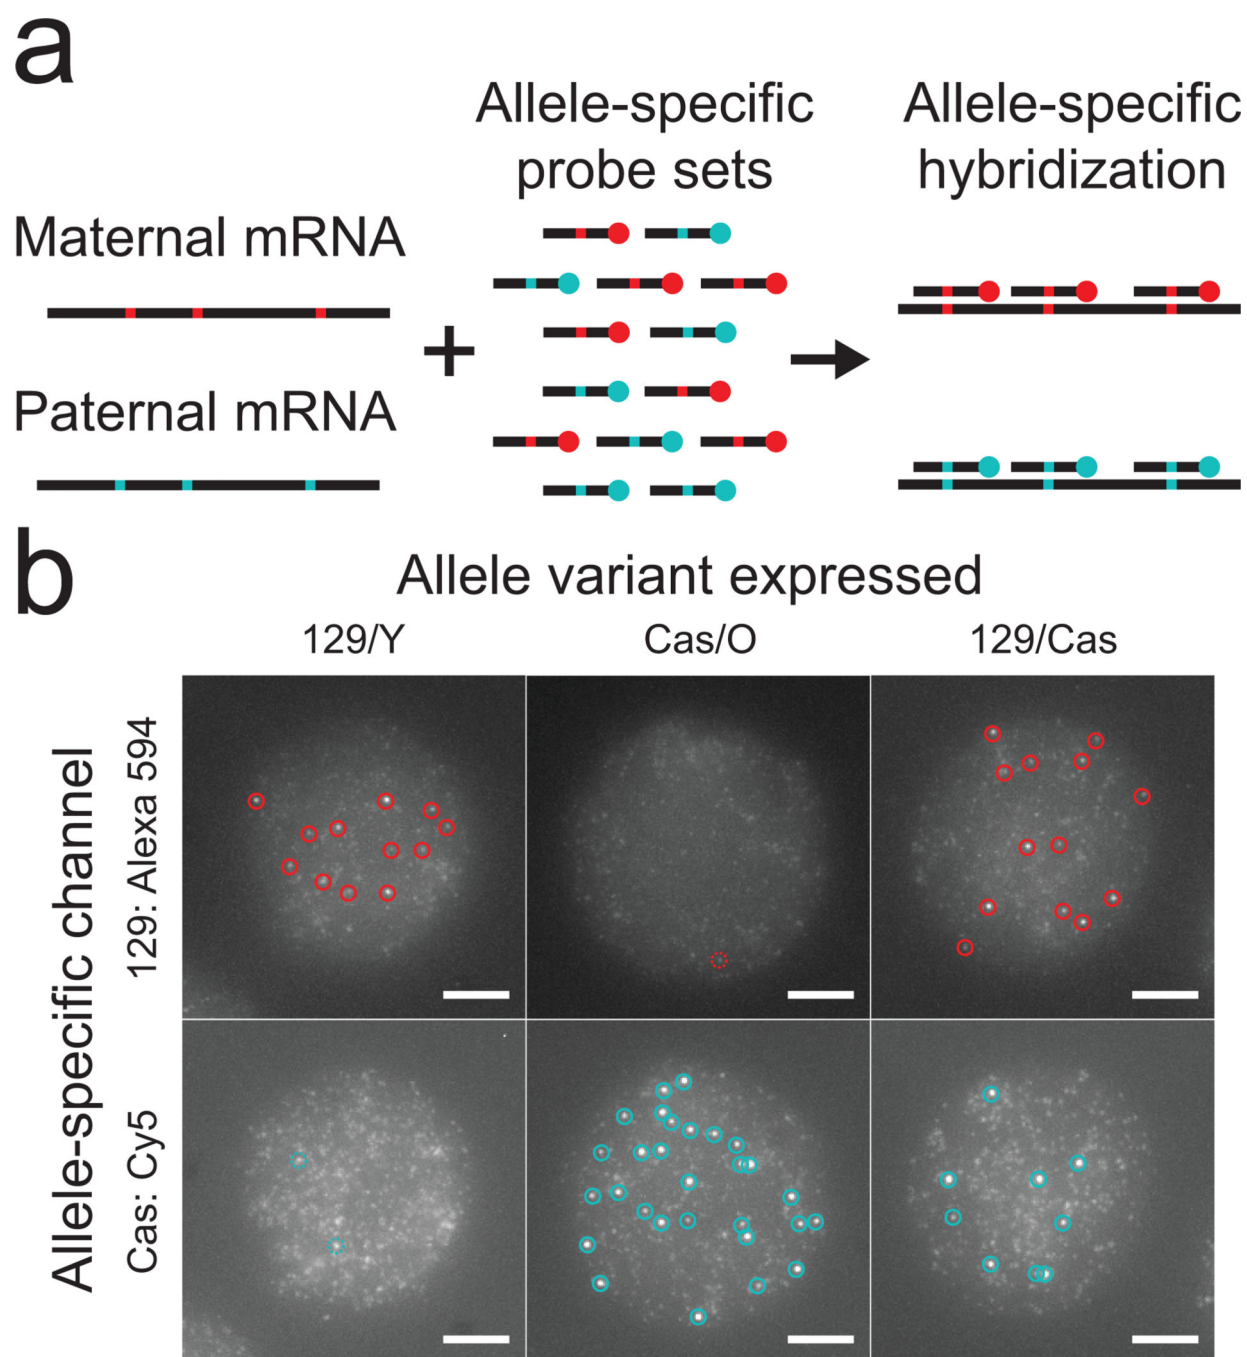 a
Allele-specific
probe sets
Allele-specific
hybridization
Maternal mRNA
+
Paternal mRNA
b
Allele variant expressed
129/Y
Cas/O
129/Cas
Allele-specific channel
129: Alexa 594
Cas: Cy5